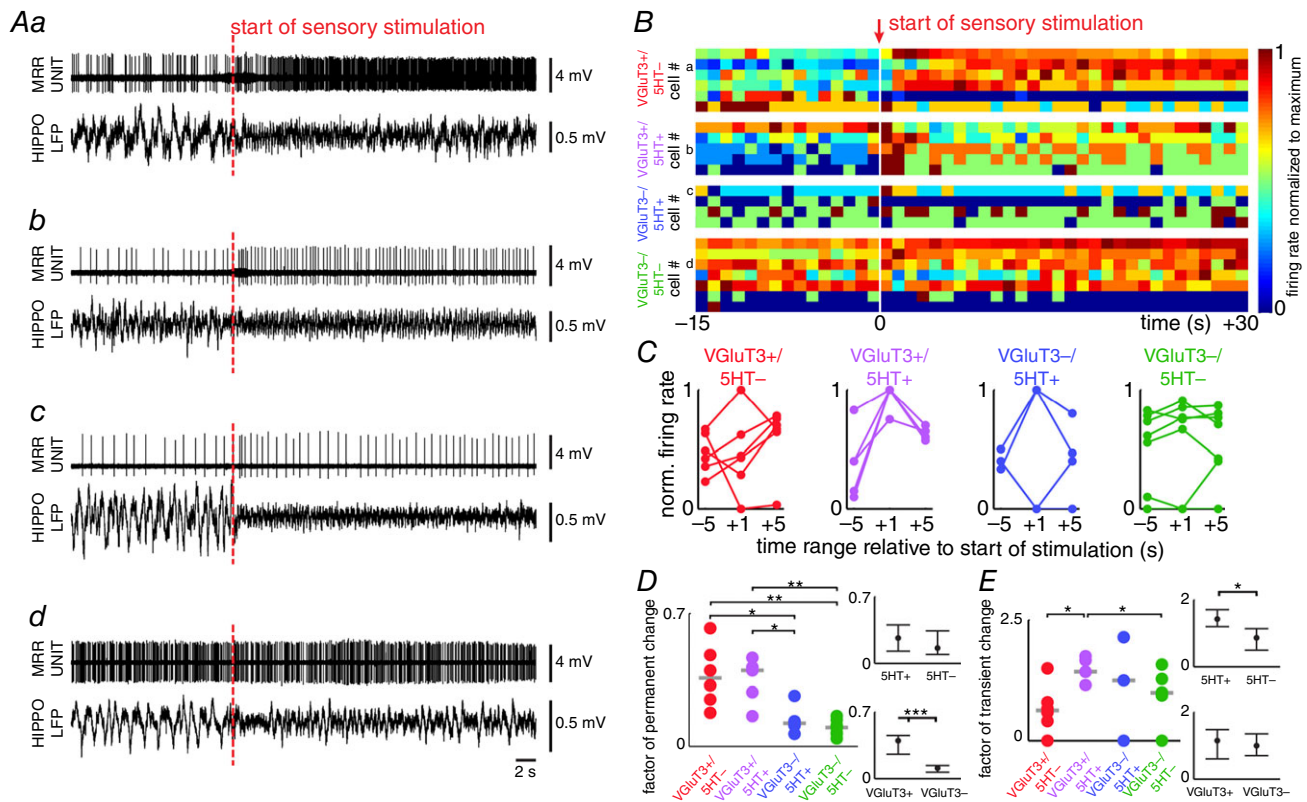 Aa
start of sensory stimulation
MRR
UNIT
4 mV
HIPPO
LFP
0.5 mV
b
MRR
UNIT
4 mV
HIPPO
LFP
0.5 mV
c
MRR
UNIT
4 mV
HIPPO
LFP
0.5 mV
d
MRR
UNIT
4 mV
HIPPO
LFP
0.5 mV
2 s
B
start of sensory stimulation
VGluT3+/
5HT–
cell #
a
VGluT3+/
5HT+
cell #
b
VGluT3–/
5HT+
cell #
c
VGluT3–/
5HT–
cell #
d
–15
0
time (s)
+30
1
0
firing rate normalized to maximum
C
VGluT3+/
5HT–
VGluT3+/
5HT+
VGluT3–/
5HT+
VGluT3–/
5HT–
norm. firing rate
1
0
–5 +1 +5
1
0
–5 +1 +5
1
0
–5 +1 +5
1
0
–5 +1 +5
time range relative to start of stimulation (s)
D
factor of permanent change
0.7
0
**
**
*
*
VGluT3+/
5HT–
VGluT3+/
5HT+
VGluT3–/
5HT+
VGluT3–/
5HT–
0.7
0
5HT+ 5HT–
0.7
0
***
VGluT3+ VGluT3–
E
factor of transient change
2.5
0
*
*
VGluT3+/
5HT–
VGluT3+/
5HT+
VGluT3–/
5HT+
VGluT3–/
5HT–
2
0
*
5HT+ 5HT–
2
0
VGluT3+ VGluT3–